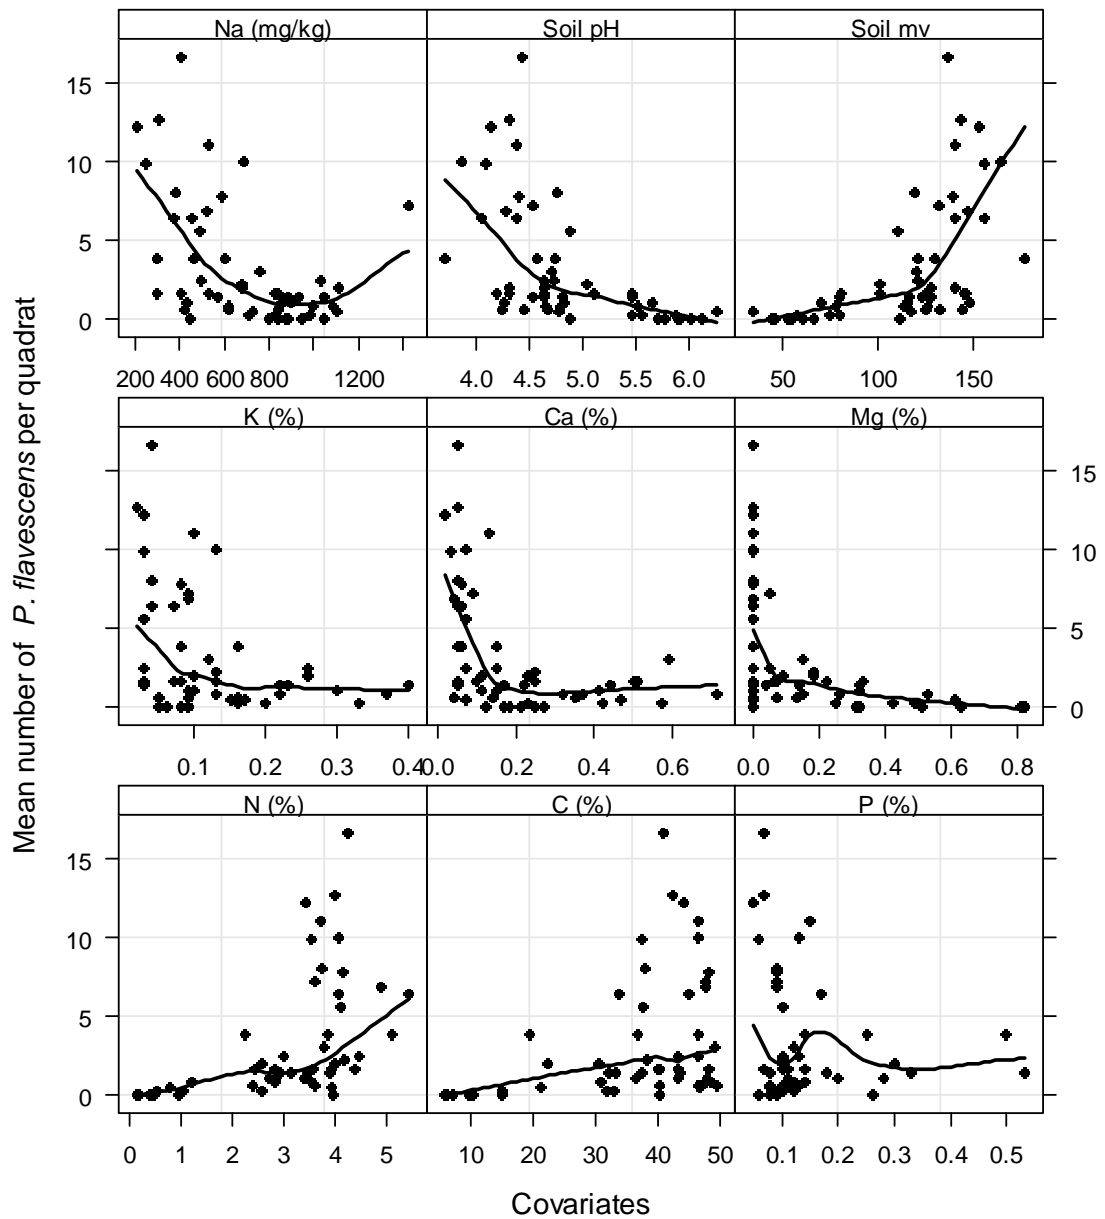 Na (mg/kg) Soil pH Soil mv
15
10
5
0
200 400 600 800 1200 4.0 4.5 5.0 5.5 6.0 50 100 150
K (%) Ca (%) Mg (%)
15
10
5
0
0.1 0.2 0.3 0.4 0.0 0.2 0.4 0.6 0.0 0.2 0.4 0.6 0.8
N (%) C (%) P (%)
15
10
5
0
0 1 2 3 4 5 10 20 30 40 50 0.1 0.2 0.3 0.4 0.5
Mean number of P. flavescens per quadrat
Covariates